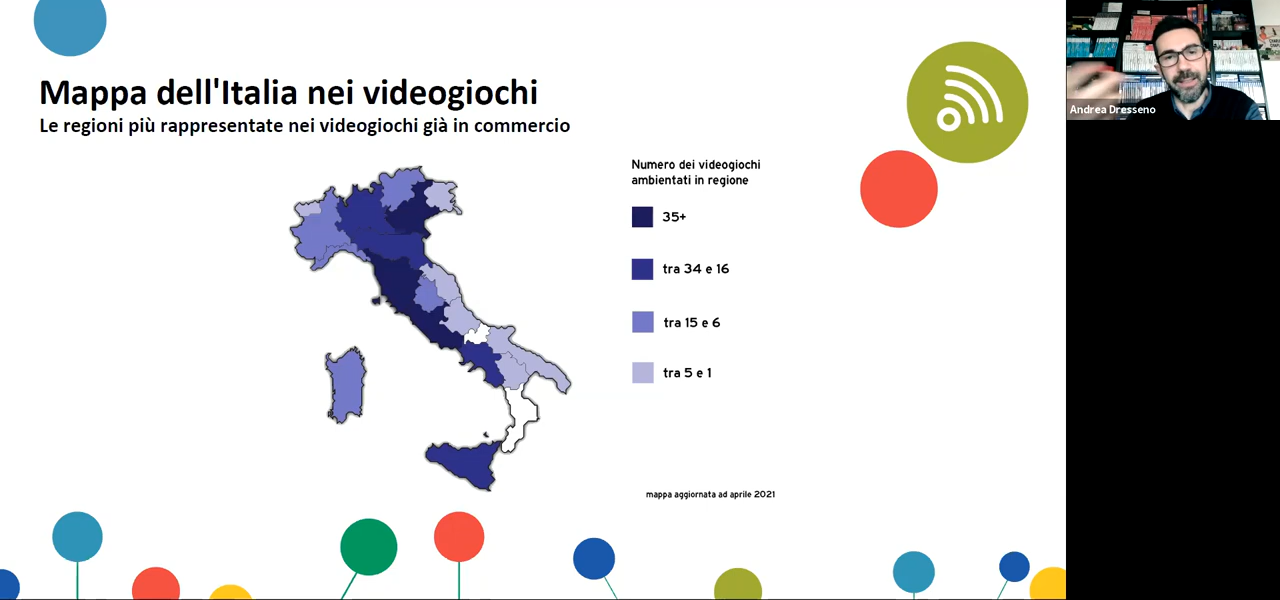 Mappa dell'Italia nei videogiochi
Le regioni più rappresentate nei videogiochi già in commercio
Numero dei videogiochi
ambientati in regione
35+
tra 34 e 16
tra 15 e 6
tra 5 e 1
mappa aggiornata ad aprile 2021
Andrea Dresseno